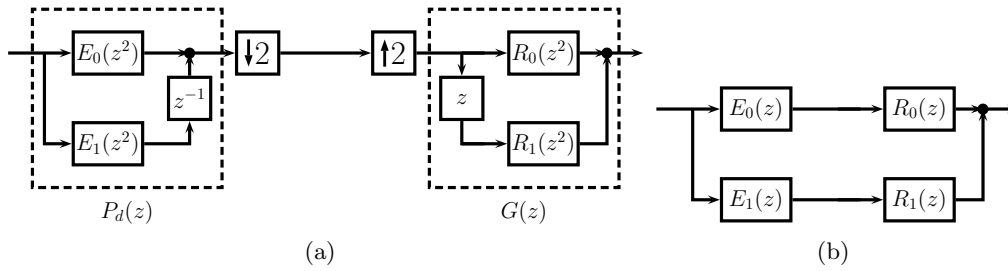 E_0(z^2)
z^{-1}
E_1(z^2)
P_d(z)
↓2
↑2
R_0(z^2)
z
R_1(z^2)
G(z)
(a)
E_0(z)
R_0(z)
E_1(z)
R_1(z)
(b)